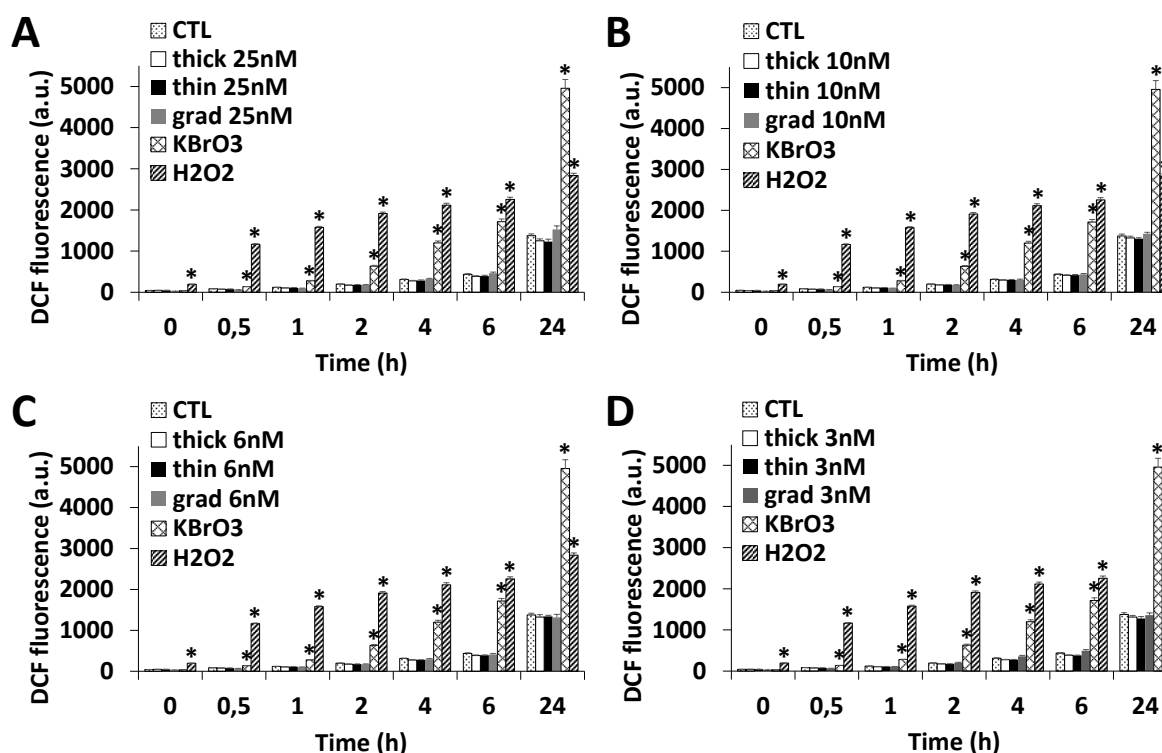 A
CTL
thick 25nM
thin 25nM
grad 25nM
KBrO3
H2O2
DCF fluorescence (a.u.)
5000
4000
3000
2000
1000
0
* * * * * * * * * * * * *
0 0,5 1 2 4 6 24
Time (h)
B
CTL
thick 10nM
thin 10nM
grad 10nM
KBrO3
H2O2
DCF fluorescence (a.u.)
5000
4000
3000
2000
1000
0
* * * * * * * * * * * *
0 0,5 1 2 4 6 24
Time (h)
C
CTL
thick 6nM
thin 6nM
grad 6nM
KBrO3
H2O2
DCF fluorescence (a.u.)
5000
4000
3000
2000
1000
0
* * * * * * * * * * * * *
0 0,5 1 2 4 6 24
Time (h)
D
CTL
thick 3nM
thin 3nM
grad 3nM
KBrO3
H2O2
DCF fluorescence (a.u.)
5000
4000
3000
2000
1000
0
* * * * * * * * * * * *
0 0,5 1 2 4 6 24
Time (h)